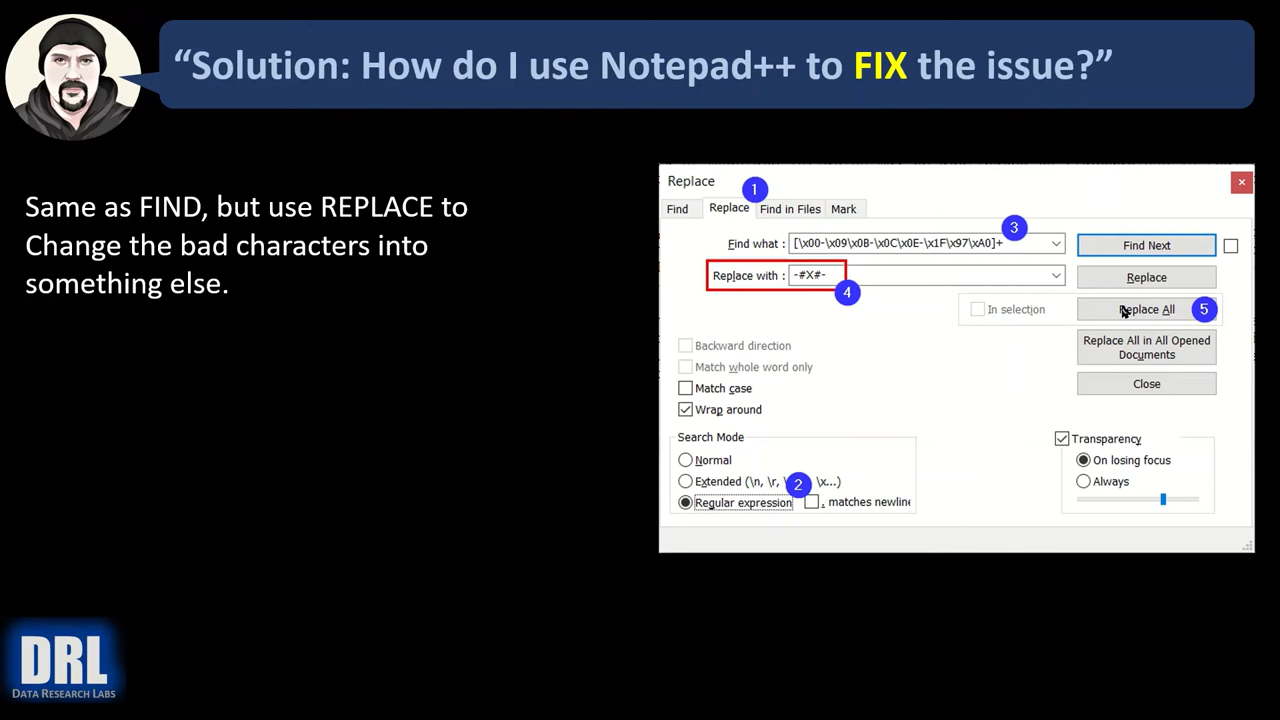 “Solution: How do I use Notepad++ to FIX the issue?”
Same as FIND, but use REPLACE to
Change the bad characters into
something else.
Replace
1
Find Replace Find in Files Mark
3
Find what : [\x00-\x09\x0B-\x0C\x0E-\x1F\x97\xA0]+ Find Next
Replace with : -#X#- Replace
4
In selection Replace All 5
Backward direction
Replace All in All Opened
Documents
Match whole word only
Match case
Close
Wrap around
Search Mode
Transparency
Normal
On losing focus
Extended (\n, \r, \x...)
2
Always
Regular expression . matches newline
DRL
DATA RESEARCH LABS